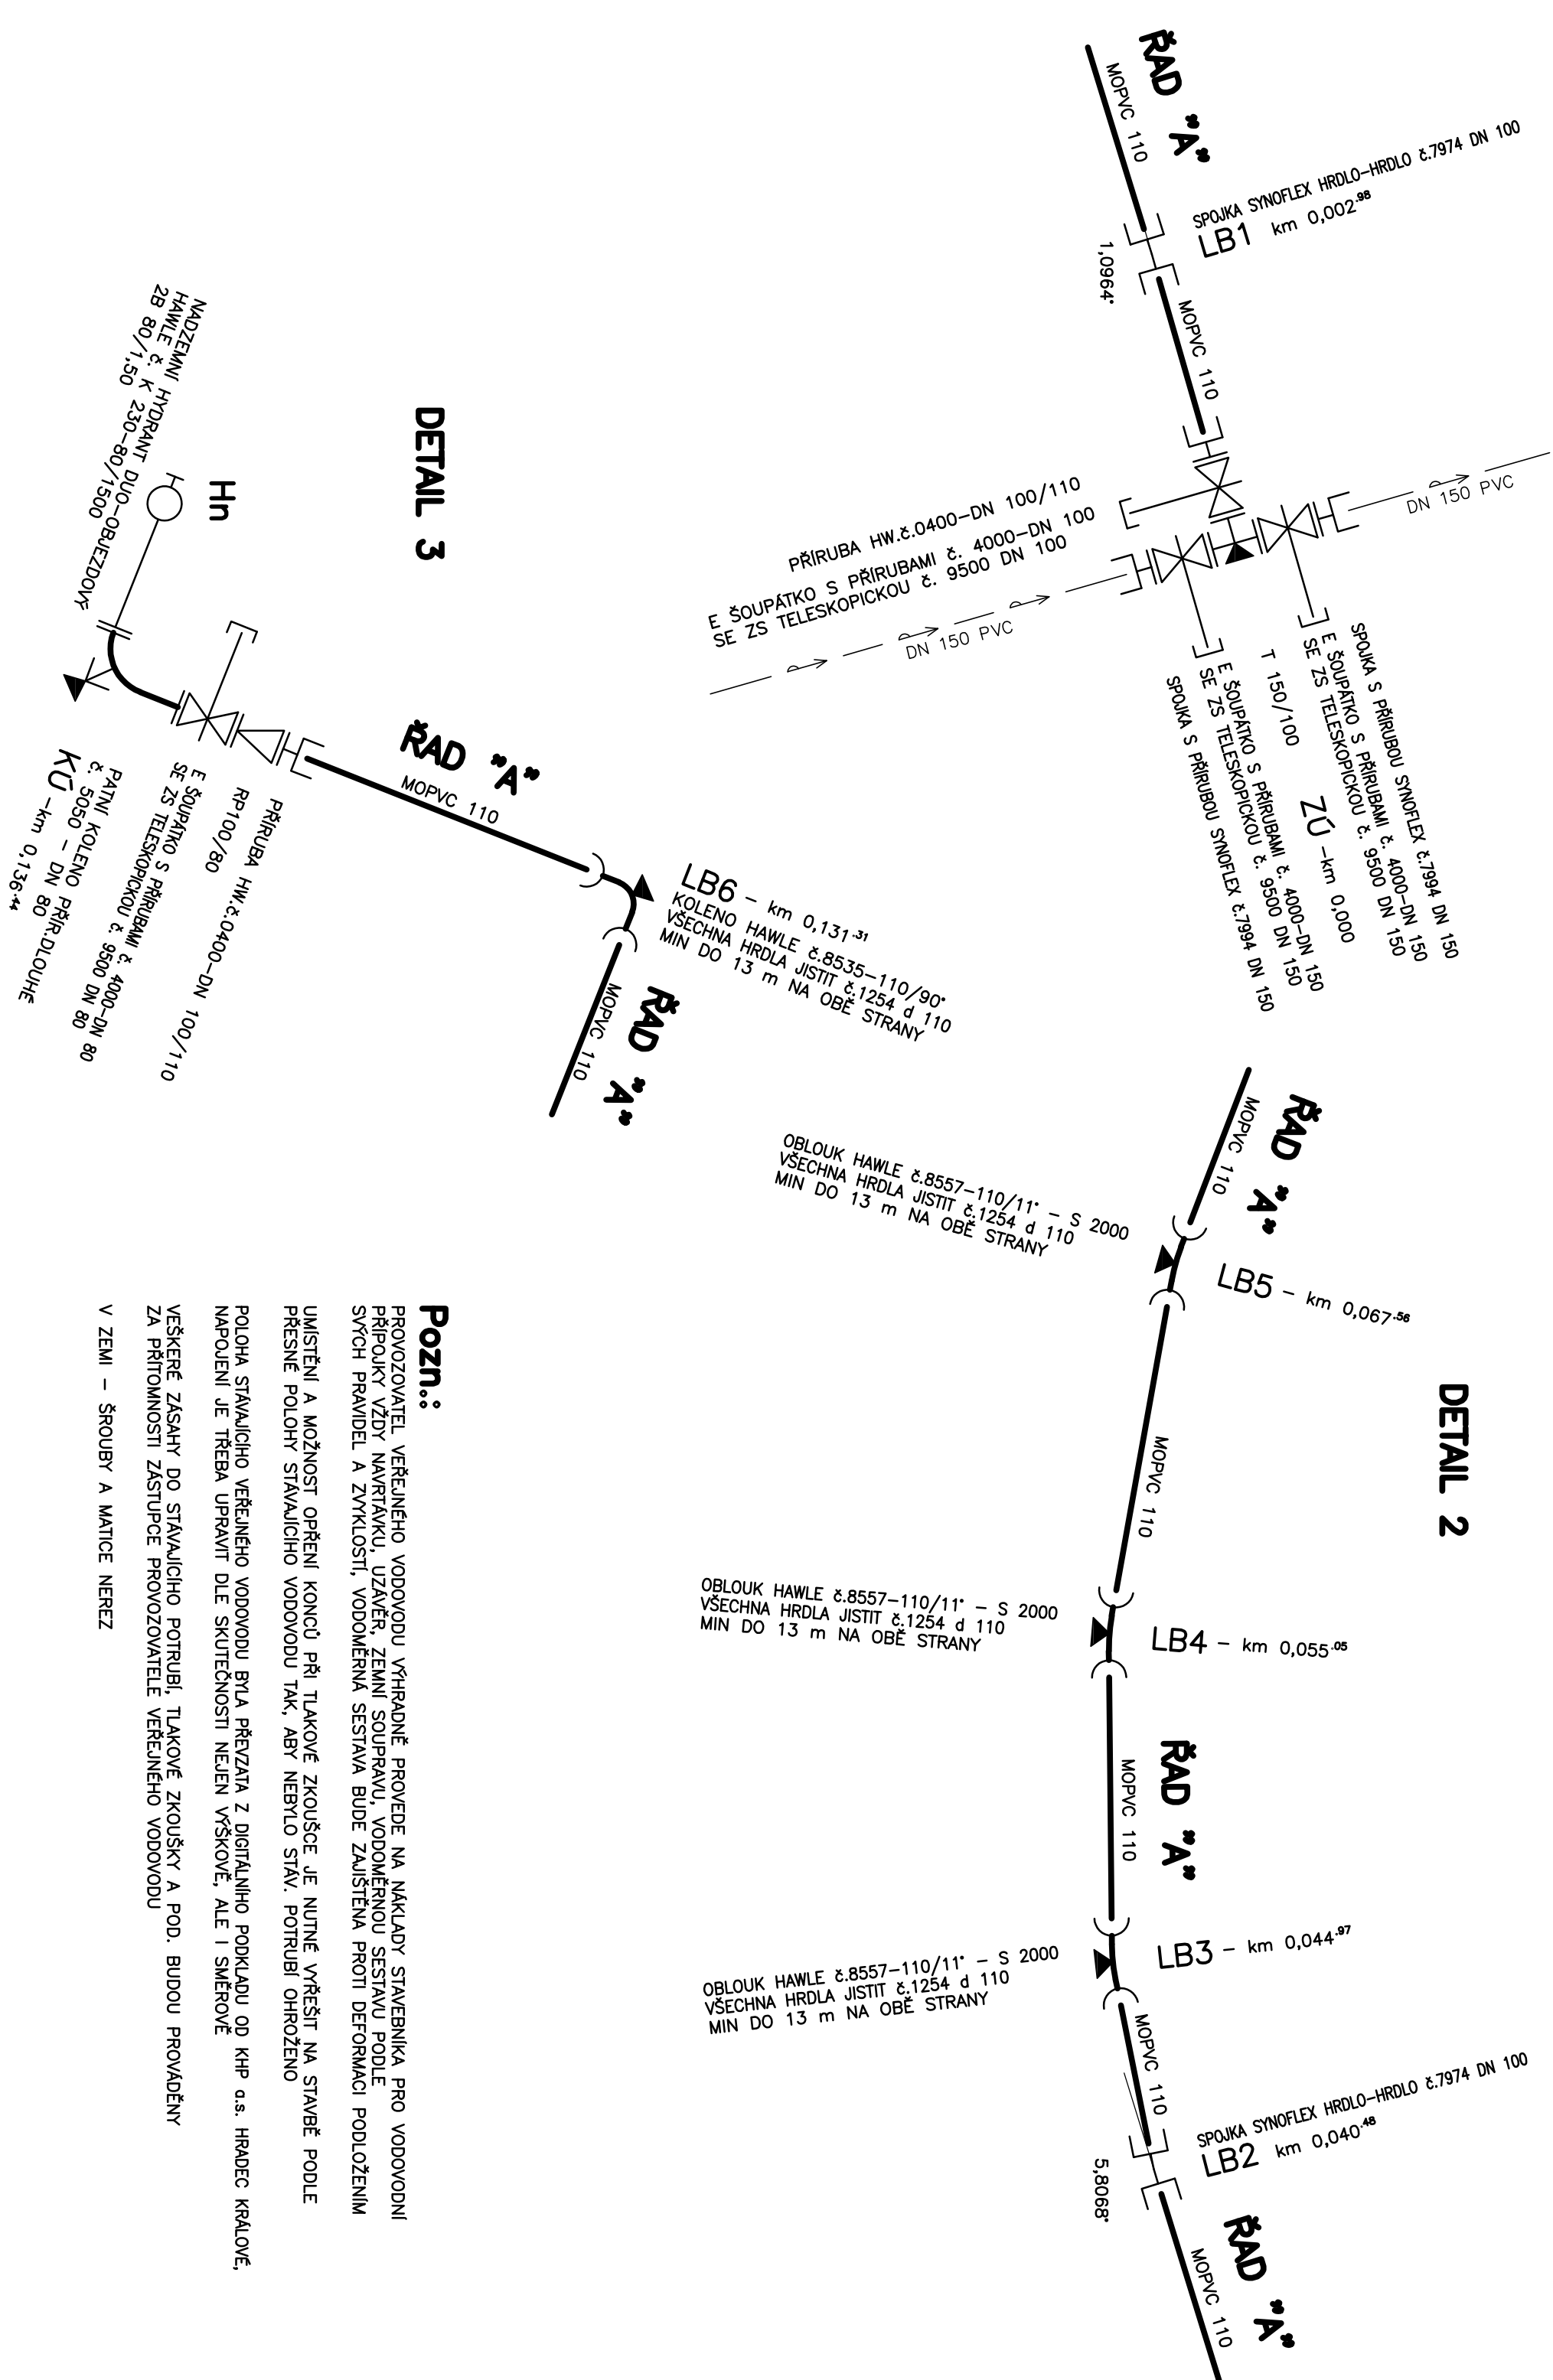 ŘAD "A"
MOPVC 110
SPOJKA SYNOFLEX HRDLO-HRDLO č.7974 DN 100
LB1 km 0,002.98
1,0964°
MOPVC 110
DN 150 PVC
PŘÍRUBA HW.č.0400-DN 100/110
E ŠOUPÁTKO S PŘÍRUBAMI č. 4000-DN 100
SE ZS TELESKOPICKOU č. 9500 DN 100
DN 150 PVC
SPOJKA S PŘÍRUBOU SYNOFLEX č.7994 DN 150
E ŠOUPÁTKO S PŘÍRUBAMI č. 4000-DN 150
SE ZS TELESKOPICKOU č. 9500 DN 150
ZÚ -km 0,000
T 150/100
E ŠOUPÁTKO S PŘÍRUBAMI č. 4000-DN 150
SE ZS TELESKOPICKOU č. 9500 DN 150
SPOJKA S PŘÍRUBOU SYNOFLEX č.7994 DN 150
DETAIL 2
ŘAD "A"
MOPVC 110
LB5 - km 0,067.56
OBLOUK HAWLE č.8557-110/11° - S 2000
VŠECHNA HRDLA JISTIT č.1254 d 110
MIN DO 13 m NA OBĚ STRANY
MOPVC 110
LB4 - km 0,055.05
OBLOUK HAWLE č.8557-110/11° - S 2000
VŠECHNA HRDLA JISTIT č.1254 d 110
MIN DO 13 m NA OBĚ STRANY
ŘAD "A"
MOPVC 110
LB3 - km 0,044.97
OBLOUK HAWLE č.8557-110/11° - S 2000
VŠECHNA HRDLA JISTIT č.1254 d 110
MIN DO 13 m NA OBĚ STRANY
MOPVC 110
SPOJKA SYNOFLEX HRDLO-HRDLO č.7974 DN 100
LB2 km 0,040.48
5,8068°
ŘAD "A"
MOPVC 110
DETAIL 3
Hn
NADZEMNÍ HYDRANT DUO-OBJEZDOVÝ
HAWLE č. K 230-80/1500
2B 80/1,50
ŘAD "A"
MOPVC 110
PŘÍRUBA HW.č.0400-DN 100/110
RP100/80
E ŠOUPÁTKO S PŘÍRUBAMI č. 4000-DN 80
SE ZS TELESKOPICKOU č. 9500 DN 80
PATNÍ KOLENO PŘÍR.DLOUHÉ
č. 5050 - DN 80
KÚ -km 0,136.44
LB6 - km 0,131.31
KOLENO HAWLE č.8535-110/90°
VŠECHNA HRDLA JISTIT č.1254 d 110
MIN DO 13 m NA OBĚ STRANY
ŘAD "A"
MOPVC 110
Pozn.:
PROVOZOVATEL VEŘEJNÉHO VODOVODU VÝHRADNĚ PROVEDE NA NÁKLADY STAVEBNÍKA PRO VODOVODNÍ
PŘÍPOJKY VŽDY NAVRTÁVKU, UZÁVĚR, ZEMNÍ SOUPRAVU, VODOMĚRNOU SESTAVU PODLE
SVÝCH PRAVIDEL A ZVYKLOSTÍ, VODOMĚRNÁ SESTAVA BUDE ZAJIŠTĚNA PROTI DEFORMACI PODLOŽENÍM
UMÍSTĚNÍ A MOŽNOST OPŘENÍ KONCŮ PŘI TLAKOVÉ ZKOUŠCE JE NUTNÉ VYŘEŠIT NA STAVBĚ PODLE
PŘESNÉ POLOHY STÁVAJÍCÍHO VODOVODU TAK, ABY NEBYLO STÁV. POTRUBÍ OHROŽENO
POLOHA STÁVAJÍCÍHO VEŘEJNÉHO VODOVODU BYLA PŘEVZATA Z DIGITÁLNÍHO PODKLADU OD KHP a.s. HRADEC KRÁLOVÉ,
NAPOJENÍ JE TŘEBA UPRAVIT DLE SKUTEČNOSTI NEJEN VÝŠKOVĚ, ALE I SMĚROVĚ
VEŠKERÉ ZÁSAHY DO STÁVAJÍCÍHO POTRUBÍ, TLAKOVÉ ZKOUŠKY A POD. BUDOU PROVÁDĚNY
ZA PŘÍTOMNOSTI ZÁSTUPCE PROVOZOVATELE VEŘEJNÉHO VODOVODU
V ZEMI - ŠROUBY A MATICE NEREZ